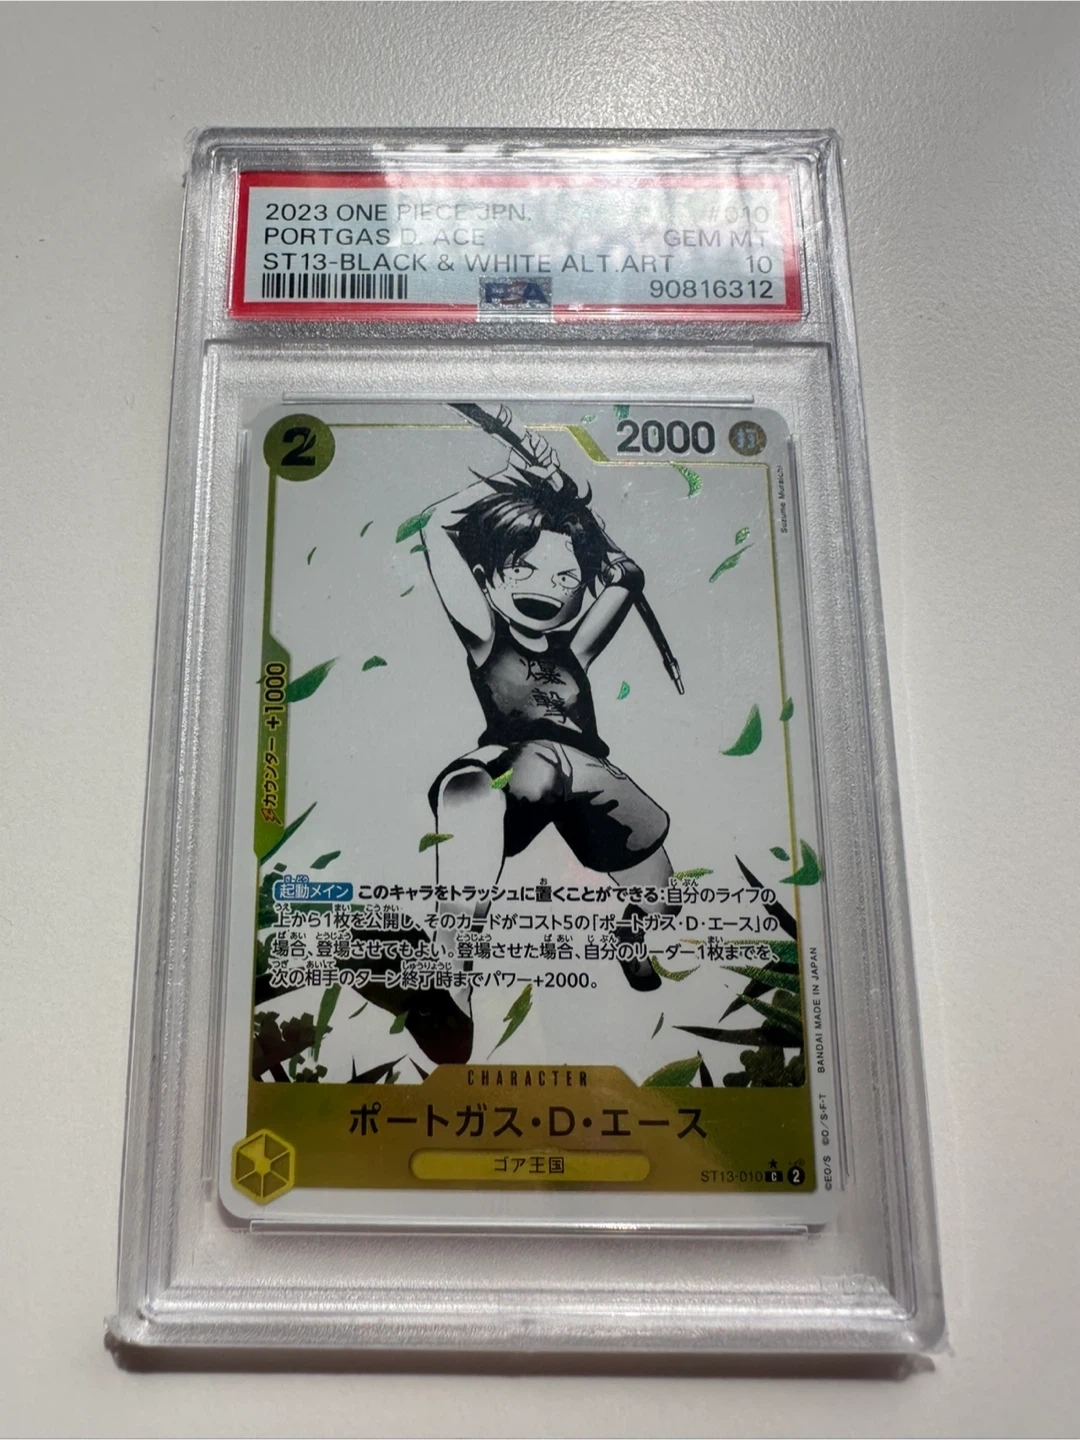 2023 ONE PIECE JPN. #010
PORTGAS D. ACE GEM MT
ST13-BLACK & WHITE ALT.ART 10
PSA 90816312
2 2000 打
Suzume Muraichi
爆撃
カウンター +1000
起動メイン このキャラをトラッシュに置くことができる:自分のライフの
上から1枚を公開し、そのカードがコスト5の「ポートガス・D・エース」の
場合、登場させてもよい。登場させた場合、自分のリーダー1枚までを、
次の相手のターン終了時までパワー+2000。
CHARACTER
ポートガス・D・エース
ゴア王国
ST13-010 C 2
©EO/S ©O/S・F・T BANDAI MADE IN JAPAN